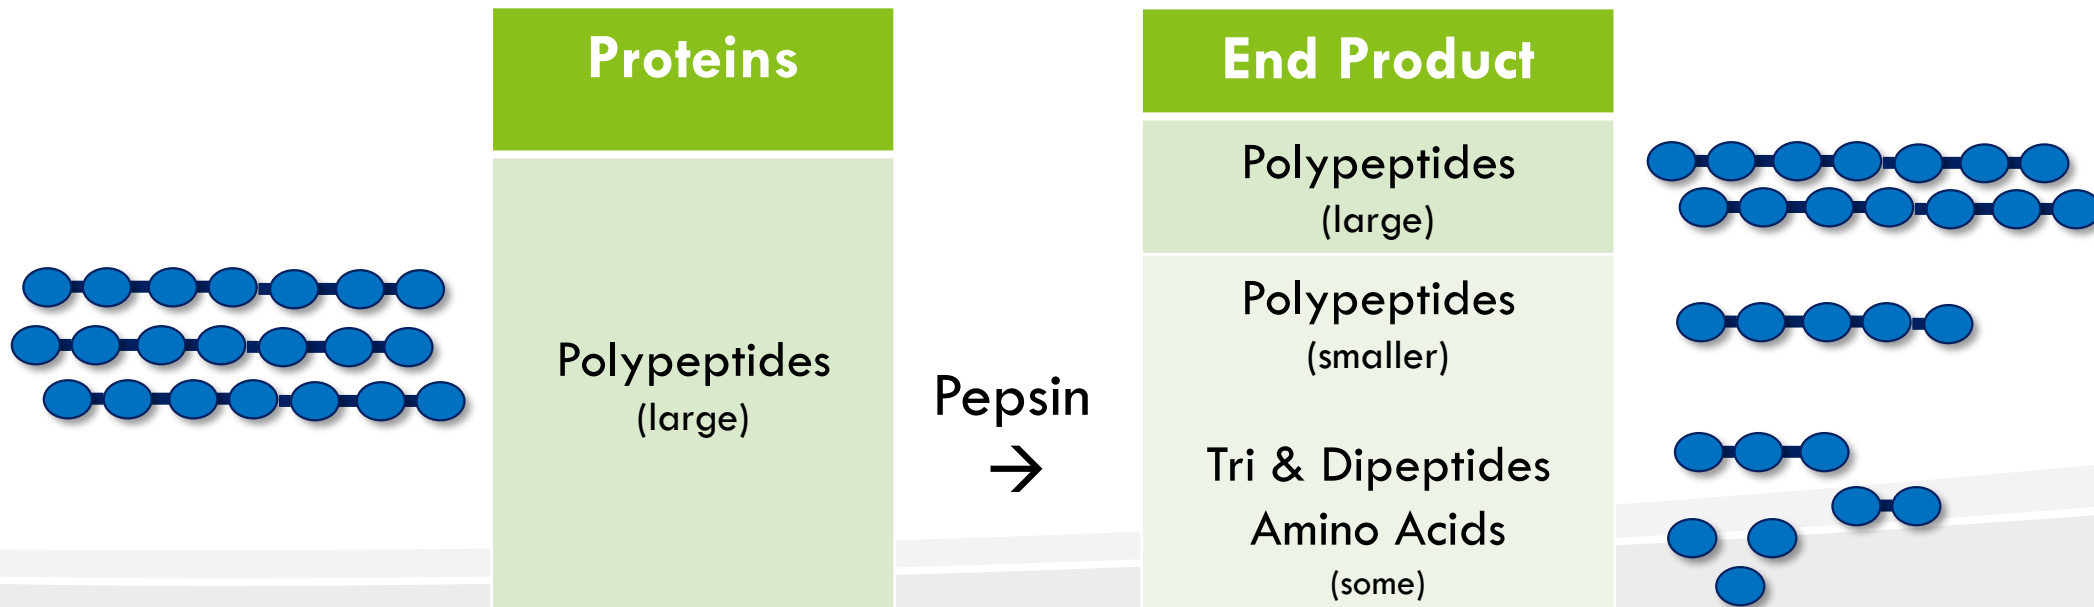 Proteins
Polypeptides
(large)
Pepsin
→
End Product
Polypeptides
(large)
Polypeptides
(smaller)
Tri & Dipeptides
Amino Acids
(some)